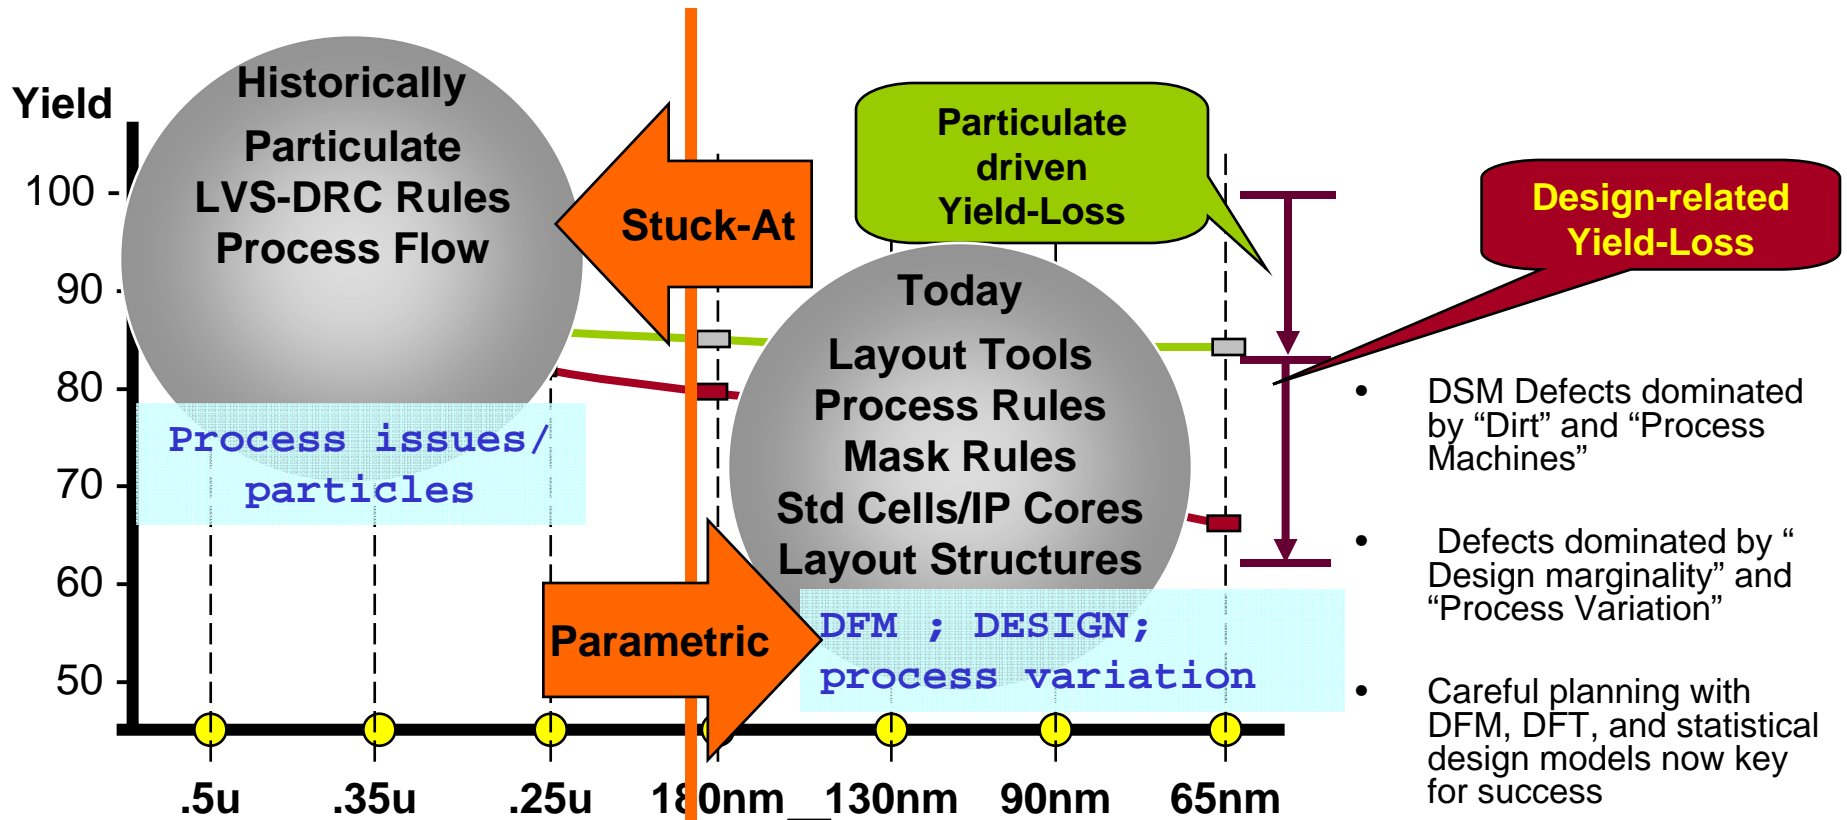 Yield
100 -
90 -
80
70
60
50
Historically
Particulate
LVS-DRC Rules
Process Flow
Process issues/
particles
Stuck-At
Parametric
Particulate
driven
Yield-Loss
Design-related
Yield-Loss
Today
Layout Tools
Process Rules
Mask Rules
Std Cells/IP Cores
Layout Structures
DFM ; DESIGN;
process variation
.5u .35u .25u 180nm 130nm 90nm 65nm
• DSM Defects dominated
by “Dirt” and “Process
Machines”
• Defects dominated by “
Design marginality” and
“Process Variation”
• Careful planning with
DFM, DFT, and statistical
design models now key
for success